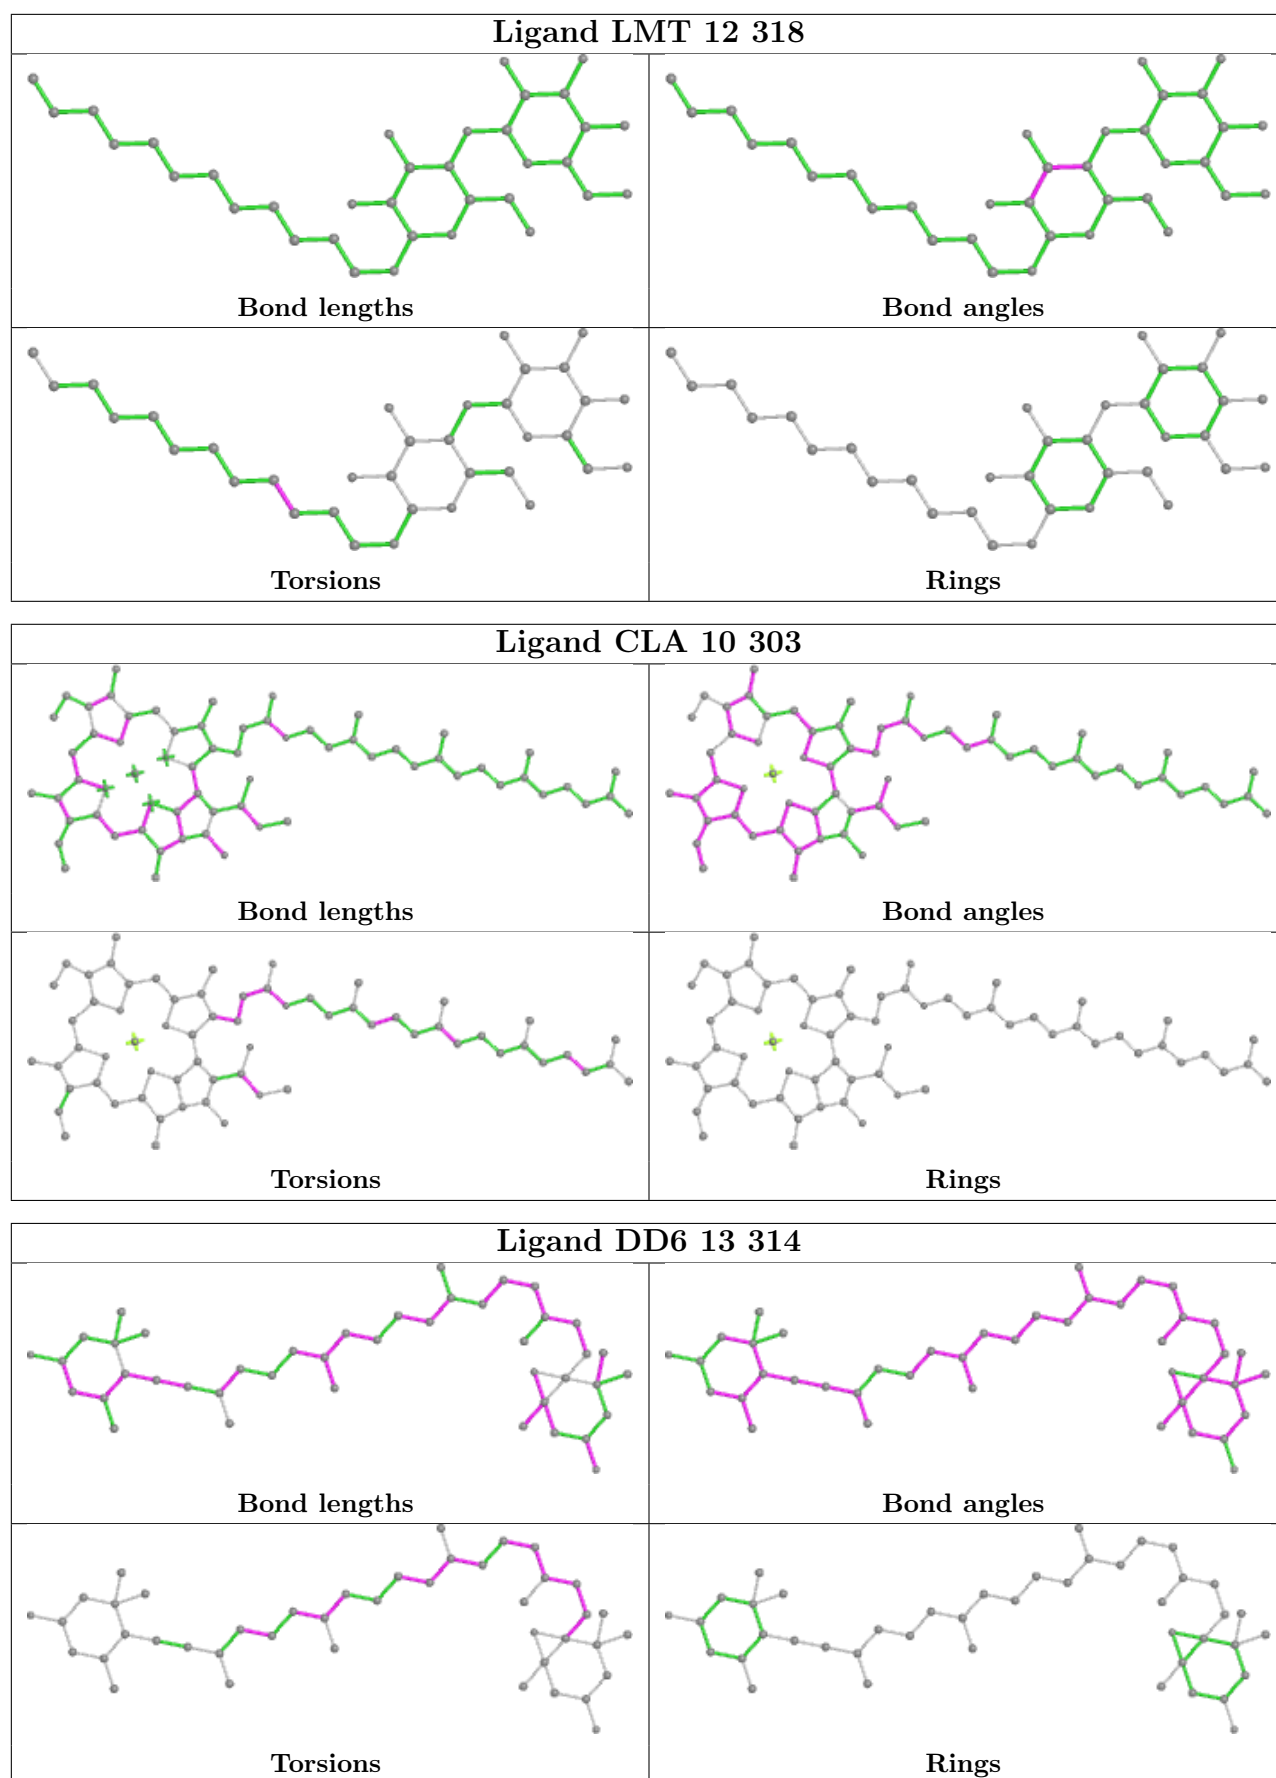 Ligand LMT 12 318
Bond lengths
Bond angles
Torsions
Rings
Ligand CLA 10 303
Bond lengths
Bond angles
Torsions
Rings
Ligand DD6 13 314
Bond lengths
Bond angles
Torsions
Rings